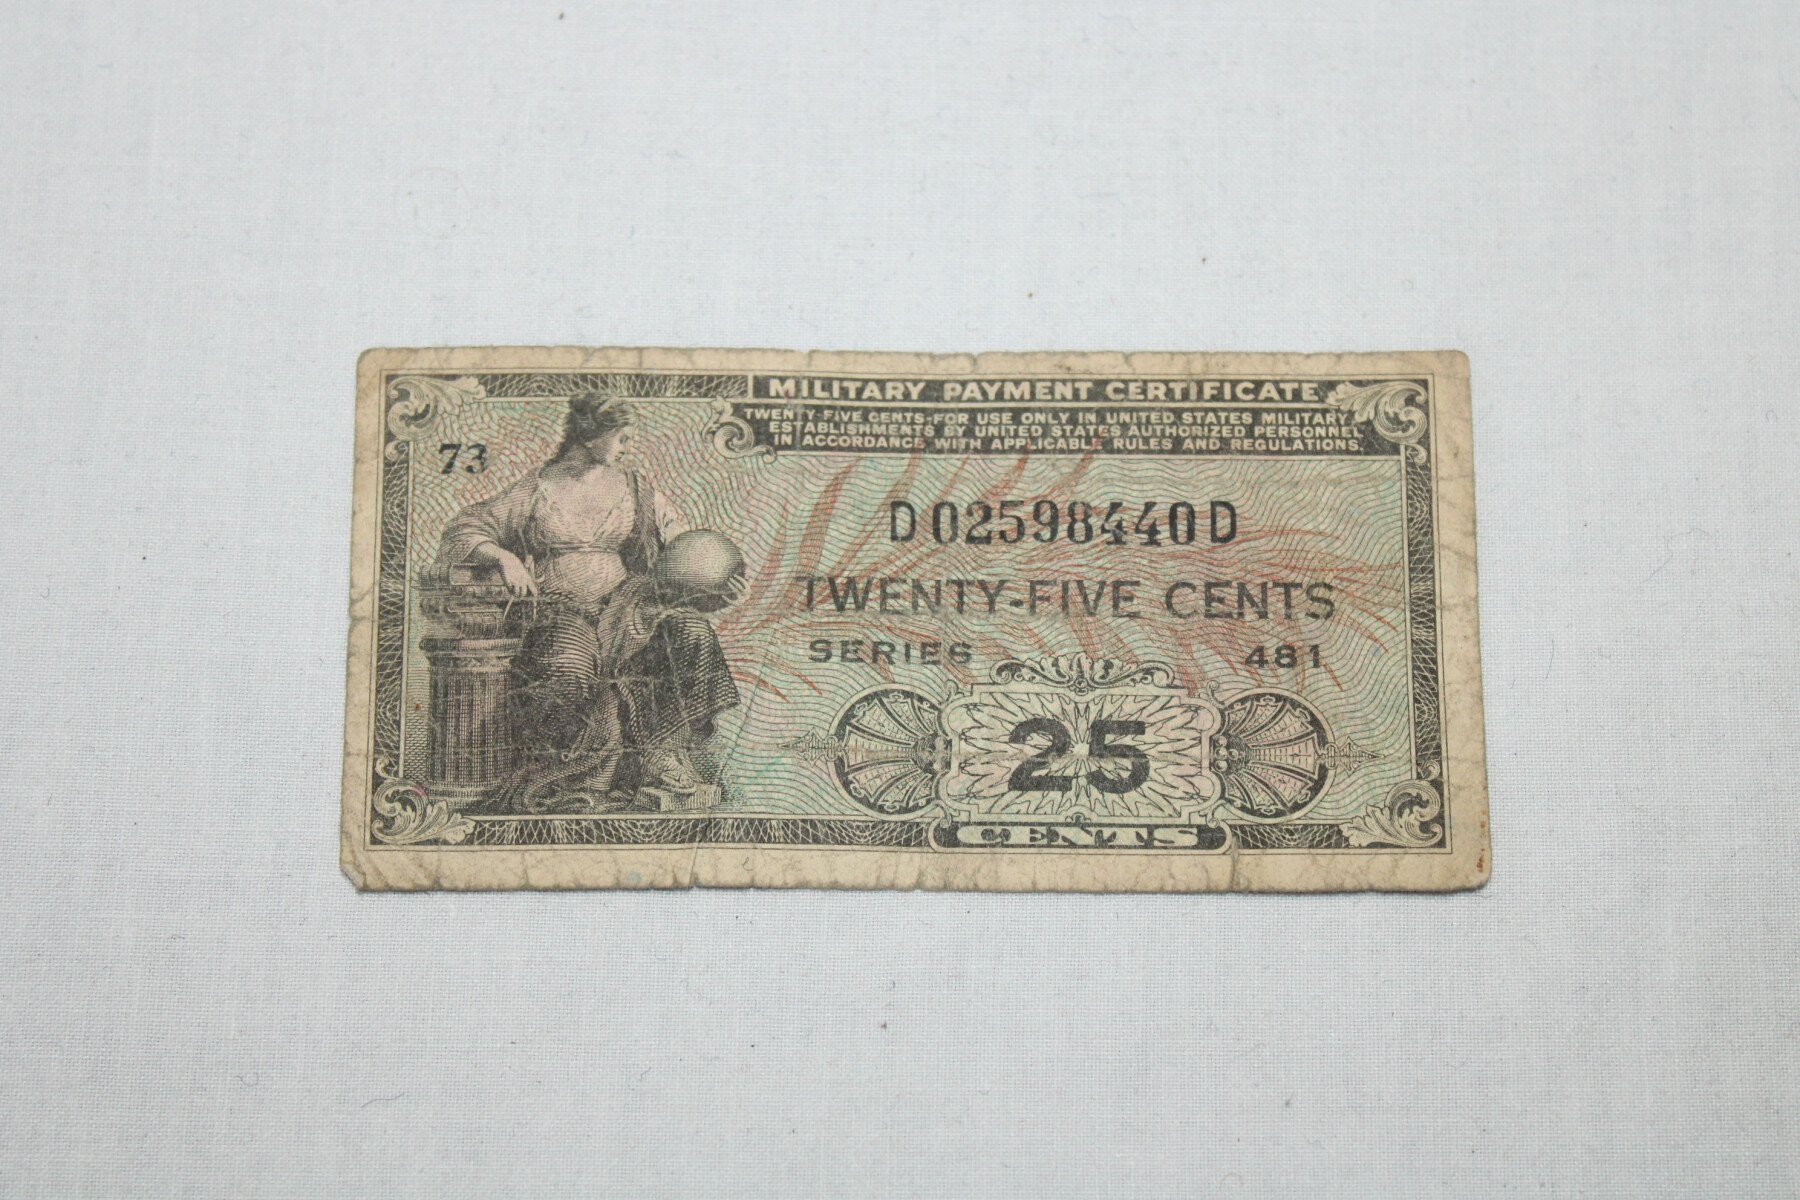 MILITARY PAYMENT CERTIFICATE
TWENTY-FIVE CENTS-FOR USE ONLY IN UNITED STATES MILITARY
ESTABLISHMENTS BY UNITED STATES AUTHORIZED PERSONNEL
IN ACCORDANCE WITH APPLICABLE RULES AND REGULATIONS.
73
D02598440D
TWENTY-FIVE CENTS
SERIES 481
25
CENTS